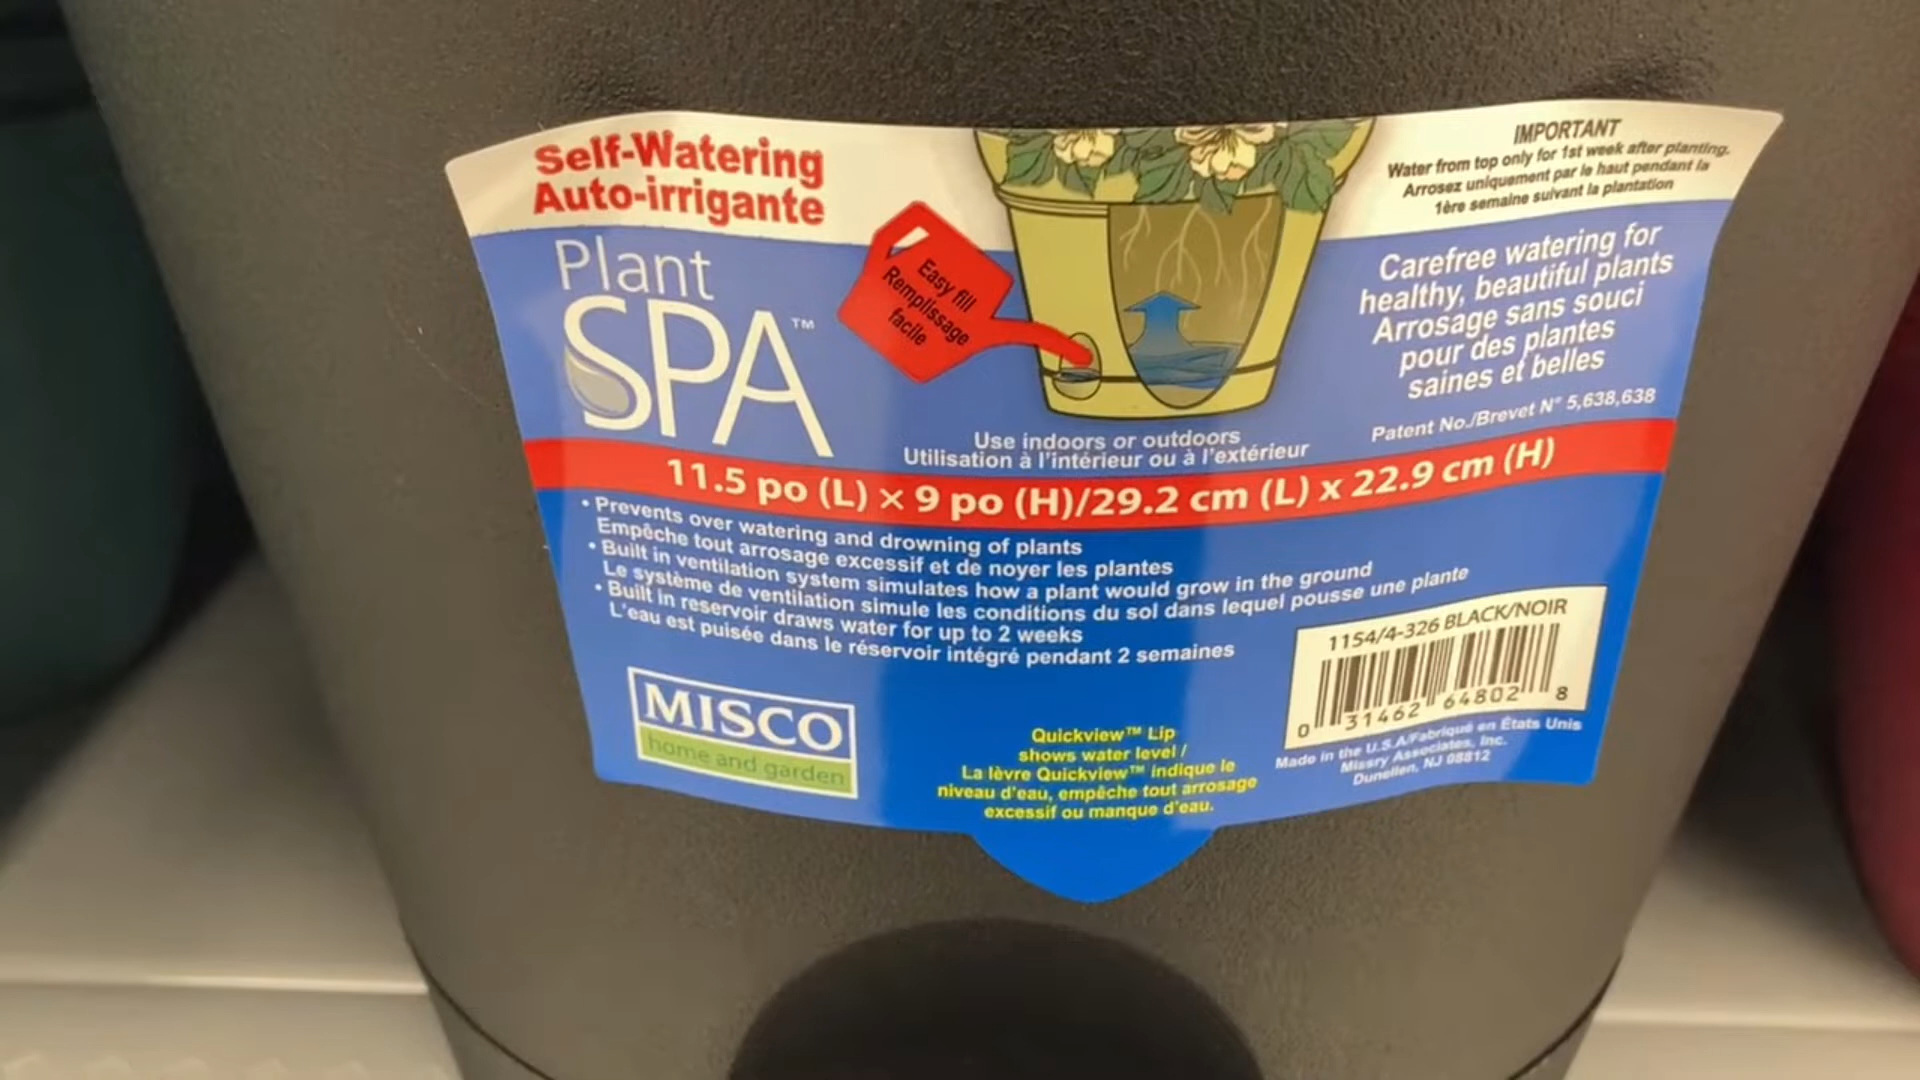 Self-Watering
Auto-irrigante
Plant
SPA™
Easy fill
Remplissage
facile
IMPORTANT
Water from top only for 1st week after planting.
Arrosez uniquement par le haut pendant la
1ère semaine suivant la plantation
Carefree watering for
healthy, beautiful plants
Arrosage sans souci
pour des plantes
saines et belles
Patent No./Brevet N° 5,638,638
Use indoors or outdoors
Utilisation à l'intérieur ou à l'extérieur
11.5 po (L) x 9 po (H)/29.2 cm (L) x 22.9 cm (H)
• Prevents over watering and drowning of plants
Empêche tout arrosage excessif et de noyer les plantes
• Built in ventilation system simulates how a plant would grow in the ground
Le système de ventilation simule les conditions du sol dans lequel pousse une plante
• Built in reservoir draws water for up to 2 weeks
L'eau est puisée dans le réservoir intégré pendant 2 semaines
MISCO
home and garden
Quickview™ Lip
shows water level /
La lèvre Quickview™ indique le
niveau d'eau, empêche tout arrosage
excessif ou manque d'eau.
1154/4-326 BLACK/NOIR
0 31462 64802 8
Made in the U.S.A/Fabriqué en États Unis
Missry Associates, Inc.
Dunellen, NJ 08812